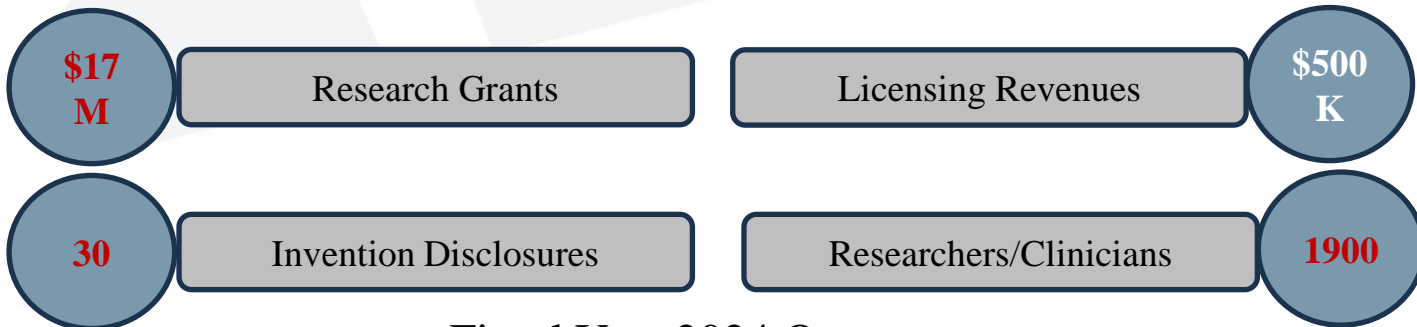 $17
M
Research Grants
Licensing Revenues
$500
K
30
Invention Disclosures
Researchers/Clinicians
1900